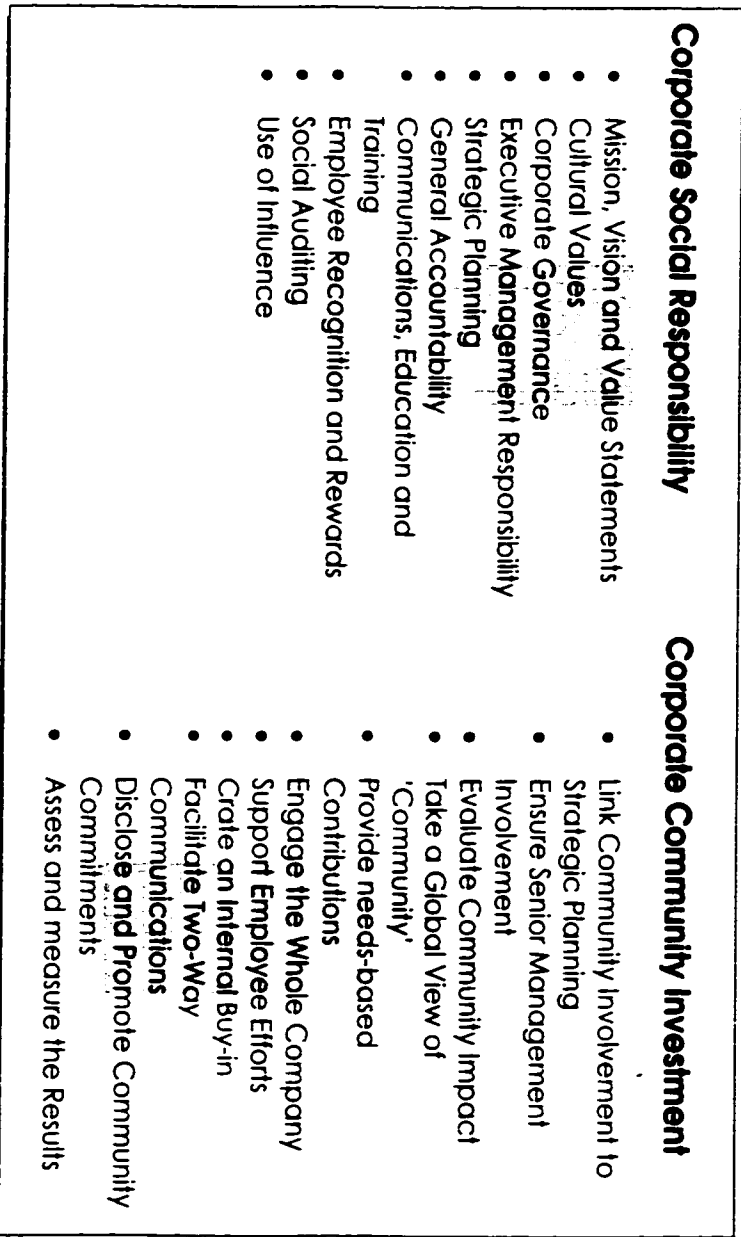 Corporate Social Responsibility
• Mission, Vision and Value Statements
• Cultural Values
• Corporate Governance
• Executive Management Responsibility
• Strategic Planning
• General Accountability
• Communications, Education and
Training
• Employee Recognition and Rewards
• Social Auditing
• Use of Influence
Corporate Community Investment
• Link Community Involvement to
Strategic Planning
• Ensure Senior Management
Involvement
• Evaluate Community Impact
• Take a Global View of
'Community'
• Provide needs-based
Contributions
• Engage the Whole Company
• Support Employee Efforts
• Crate an Internal Buy-in
• Facilitate Two-Way
Communications
• Disclose and Promote Community
Commitments
• Assess and measure the Results